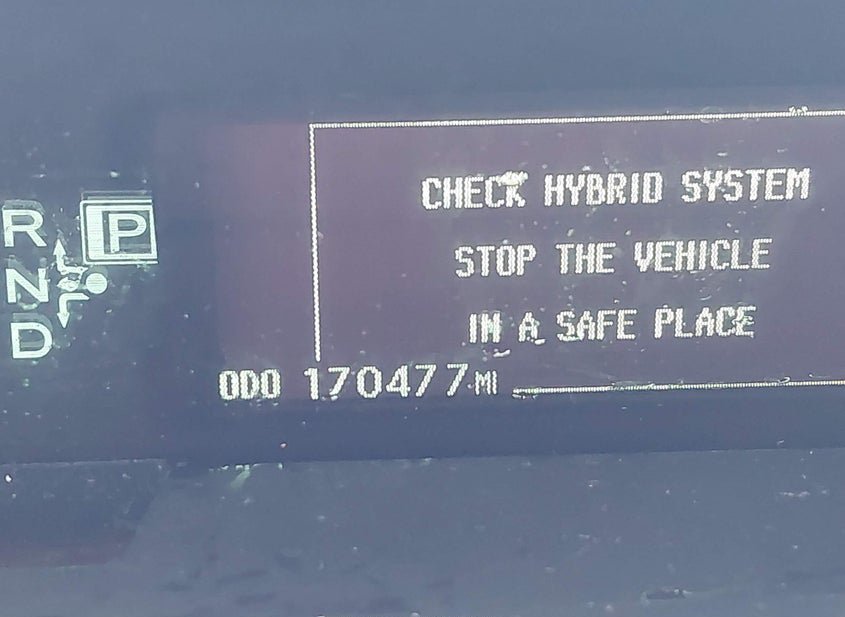 CHECK HYBRID SYSTEM
STOP THE VEHICLE
IN A SAFE PLACE
R P
N
D
ODO 170477 MI